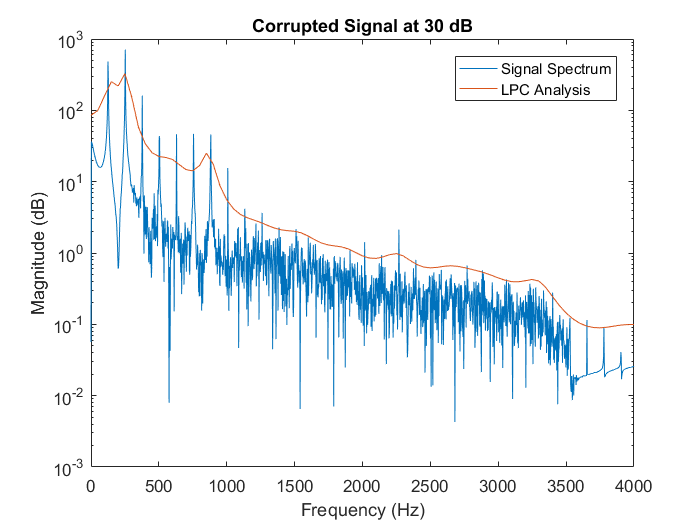 Corrupted Signal at 30 dB
Signal Spectrum
LPC Analysis
Magnitude (dB)
10^3
10^2
10^1
10^0
10^-1
10^-2
10^-3
0 500 1000 1500 2000 2500 3000 3500 4000
Frequency (Hz)